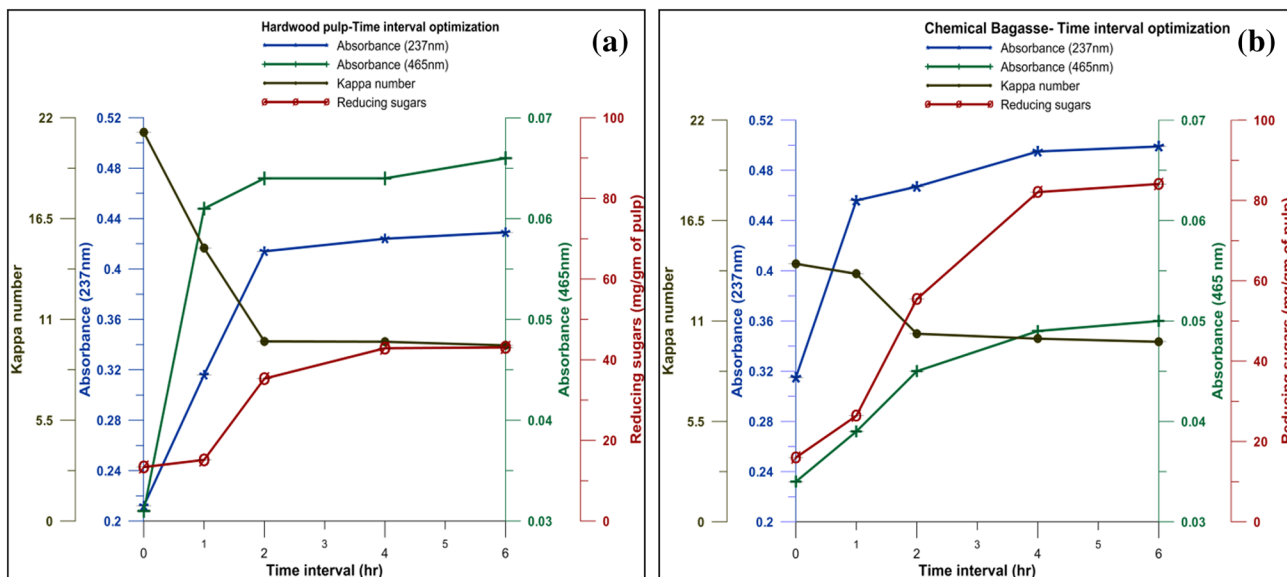 Hardwood pulp-Time interval optimization
(a)
Absorbance (237nm)
Absorbance (465nm)
Kappa number
Reducing sugars
22
16.5
11
5.5
0
Kappa number
0.52
0.48
0.44
0.4
0.36
0.32
0.28
0.24
0.2
Absorbance (237nm)
0.07
0.06
0.05
0.04
0.03
Absorbance (465nm)
100
80
60
40
20
0
Reducing sugars (mg/gm of pulp)
0 1 2 3 4 5 6
Time interval (hr)
Chemical Bagasse- Time interval optimization
(b)
Absorbance (237nm)
Absorbance (465nm)
Kappa number
Reducing sugars
22
16.5
11
5.5
0
Kappa number
0.52
0.48
0.44
0.4
0.36
0.32
0.28
0.24
0.2
Absorbance (237nm)
0.07
0.06
0.05
0.04
0.03
Absorbance (465 nm)
100
80
60
40
20
0
Reducing sugars (mg/gm of pulp)
0 1 2 3 4 5 6
Time interval (hr)